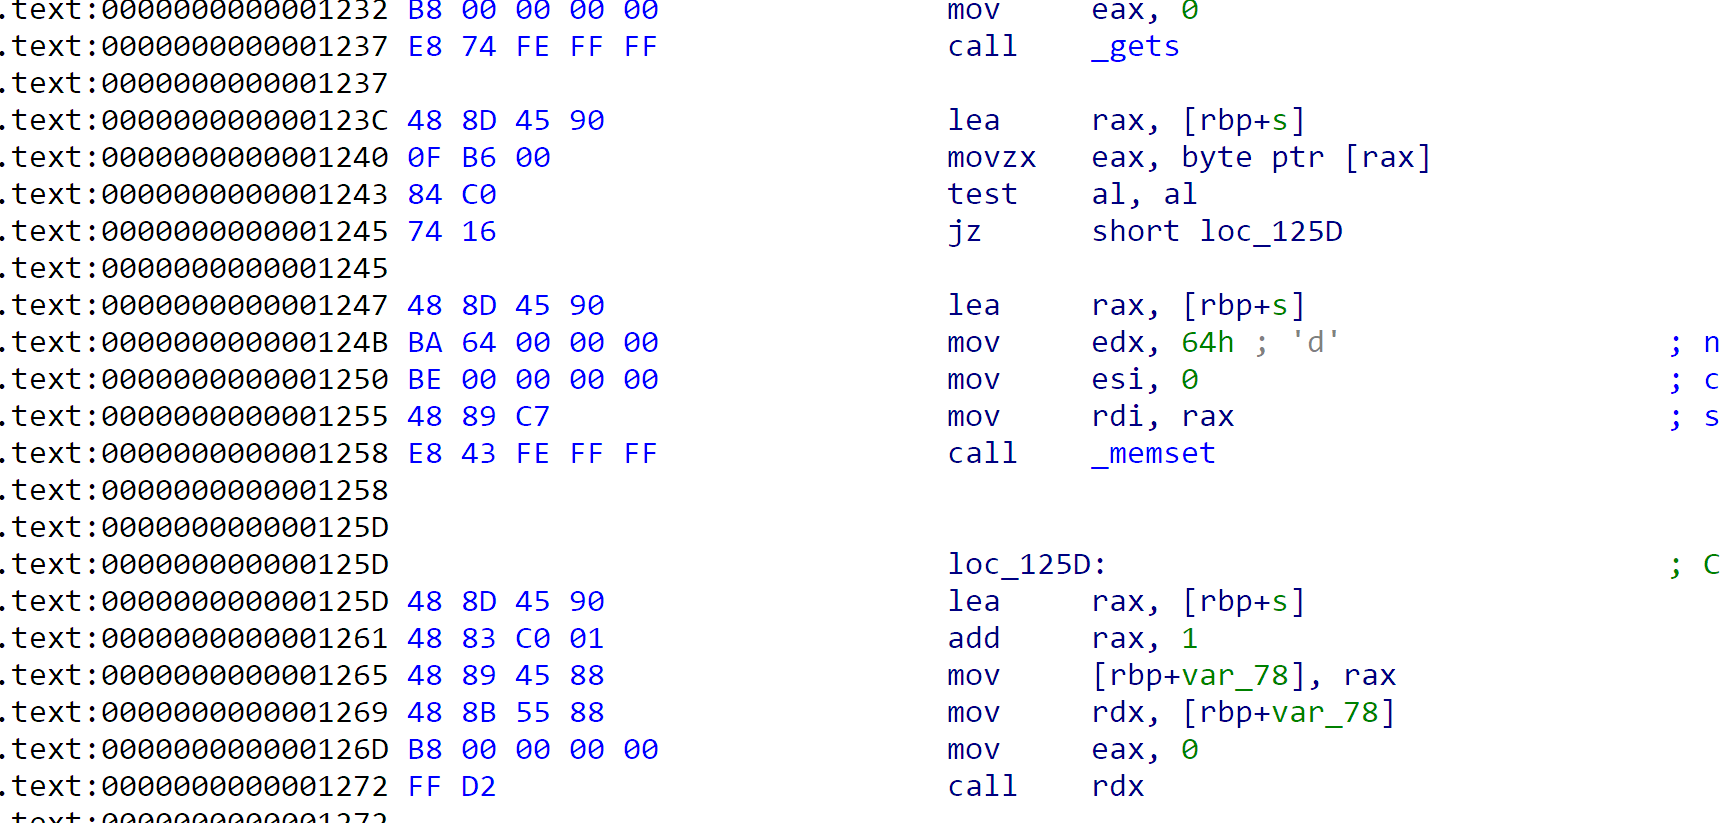 .text:0000000000001232 B8 00 00 00 00 mov eax, 0
.text:0000000000001237 E8 74 FE FF FF call _gets
.text:0000000000001237
.text:000000000000123C 48 8D 45 90 lea rax, [rbp+s]
.text:0000000000001240 0F B6 00 movzx eax, byte ptr [rax]
.text:0000000000001243 84 C0 test al, al
.text:0000000000001245 74 16 jz short loc_125D
.text:0000000000001245
.text:0000000000001247 48 8D 45 90 lea rax, [rbp+s]
.text:000000000000124B BA 64 00 00 00 mov edx, 64h ; 'd' ; n
.text:0000000000001250 BE 00 00 00 00 mov esi, 0 ; c
.text:0000000000001255 48 89 C7 mov rdi, rax ; s
.text:0000000000001258 E8 43 FE FF FF call _memset
.text:0000000000001258
.text:000000000000125D
.text:000000000000125D loc_125D: ; C
.text:000000000000125D 48 8D 45 90 lea rax, [rbp+s]
.text:0000000000001261 48 83 C0 01 add rax, 1
.text:0000000000001265 48 89 45 88 mov [rbp+var_78], rax
.text:0000000000001269 48 8B 55 88 mov rdx, [rbp+var_78]
.text:000000000000126D B8 00 00 00 00 mov eax, 0
.text:0000000000001272 FF D2 call rdx
.text:0000000000001272